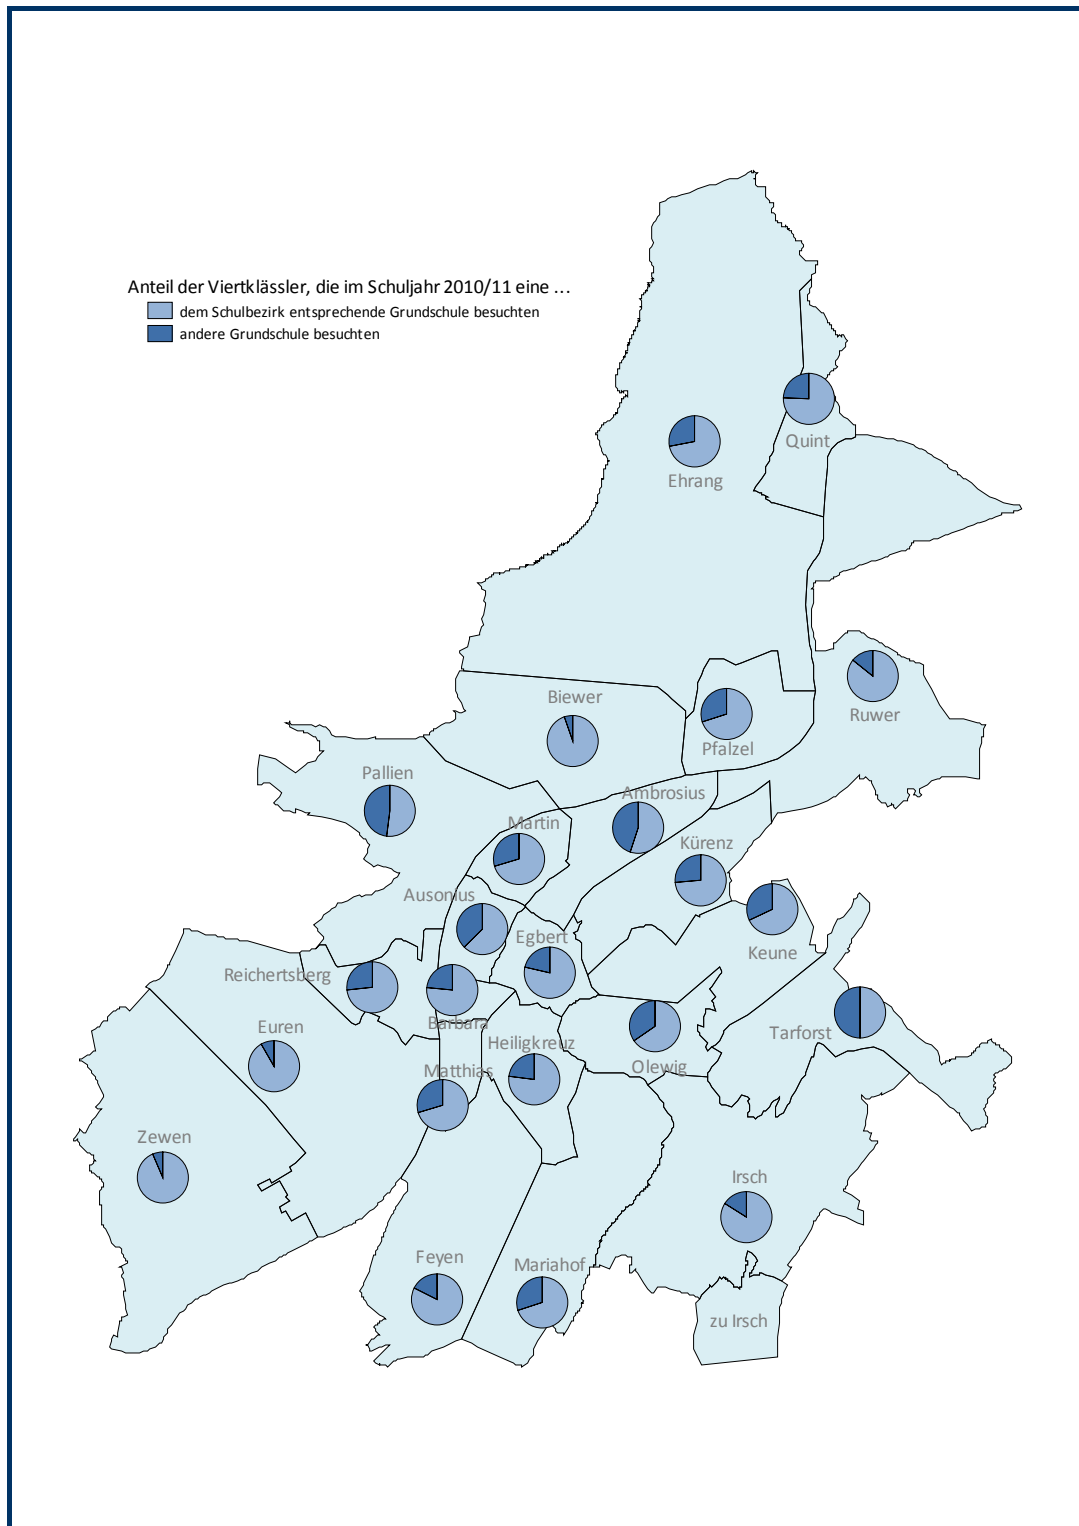 Anteil der Viertklässler, die im Schuljahr 2010/11 eine ...
dem Schulbezirk entsprechende Grundschule besuchten
andere Grundschule besuchten
Quint
Ehrang
Biewer
Ruwer
Pfalzel
Pallien
Ambrosius
Martin
Kürenz
Ausonius
Egbert
Keune
Reichertsberg
Barbara
Euren
Tarforst
Heiligkreuz
Olewig
Matthias
Zewen
Irsch
Feyen
Mariahof
zu Irsch